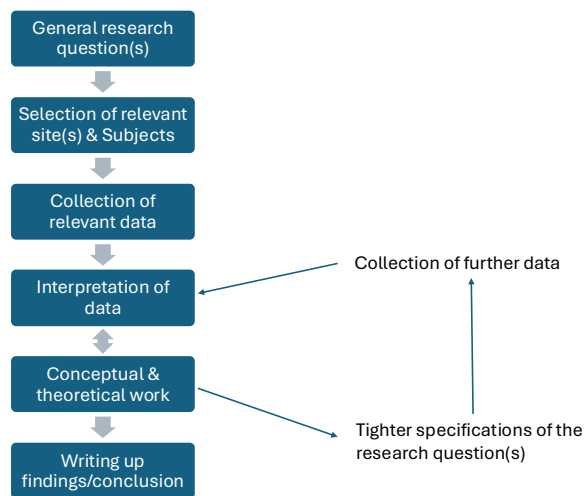 General research
question(s)
Selection of relevant
site(s) & Subjects
Collection of
relevant data
Interpretation of
data
Conceptual &
theoretical work
Writing up
findings/conclusion
Collection of further data
Tighter specifications of the
research question(s)